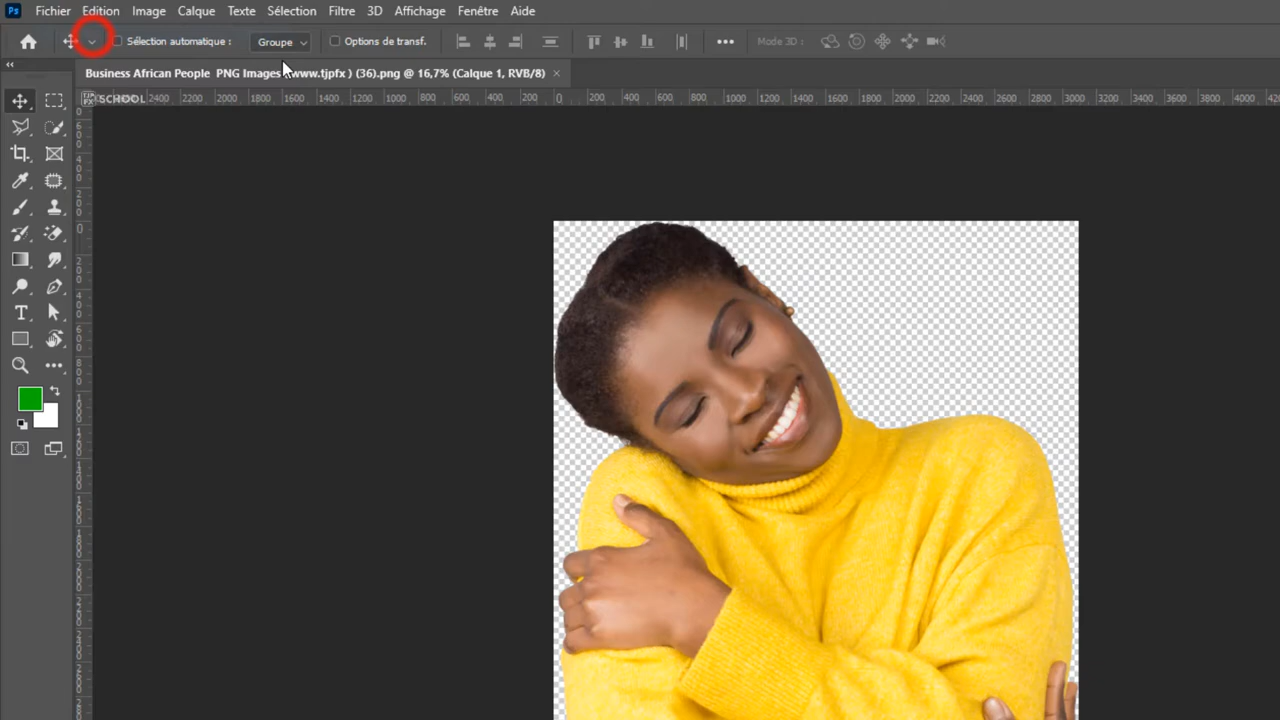 Ps Fichier Edition Image Calque Texte Sélection Filtre 3D Affichage Fenêtre Aide
Sélection automatique : Groupe Options de transf. ••• Mode 3D :
Business African People PNG Images www.tjpfx ) (36).png @ 16,7% (Calque 1, RVB/8) ×
SCHOOL 2400 2200 2000 1800 1600 1400 1200 1000 800 600 400 200 0 200 400 600 800 1000 1200 1400 1600 1800 2000 2200 2400 2600 2800 3000 3200 3400 3600 3800 4000